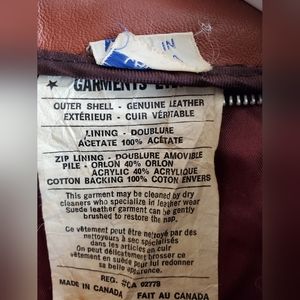 IN
GARMENTS
OUTER SHELL - GENUINE LEATHER
EXTÉRIEUR - CUIR VÉRITABLE
LINING - DOUBLURE
ACETATE 100% ACÉTATE
ZIP LINING - DOUBLURE AMOVIBLE
PILE - ORLON 40% ORLON
ACRYLIC 40% ACRYLIQUE
COTTON BACKING 100% COTON ENVERS
This garment may be cleaned by dry
cleaners who specialize in leather wear
Suede leather garment can be gently
brushed to restore the nap.
Ce vêtement peut être nettoyé par des
nettoyeurs à sec spécialisés
dans les articles en cuir. Brosser ce
vêtement en suède pour lui redonner
sa belle apparence.
REG. #CA 02778
MADE IN CANADA FAIT AU CANADA